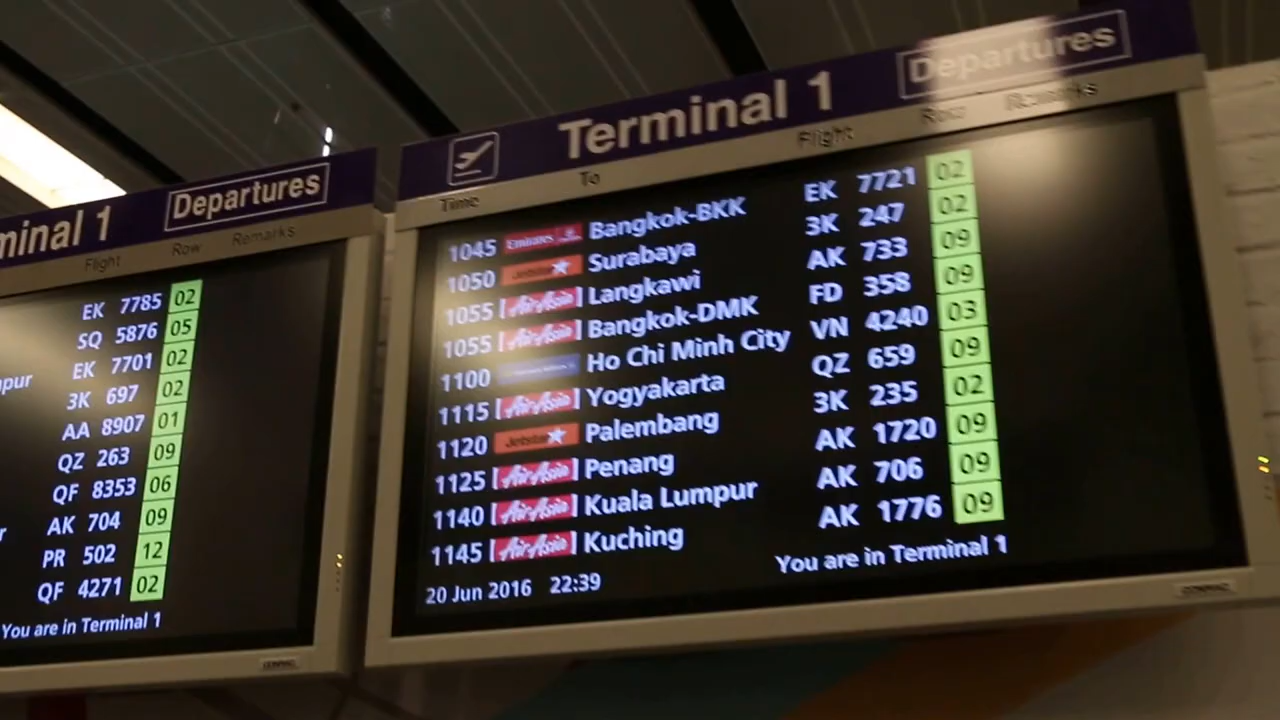 minal 1 Departures
Flight Row Remarks
EK 7785 02
SQ 5876 05
EK 7701 02
pur 3K 697 02
AA 8907 01
QZ 263 09
QF 8353 06
r AK 704 09
PR 502 12
QF 4271 02
You are in Terminal 1
Terminal 1 Departures
Time To Flight Row Remarks
1045 Emirates Bangkok-BKK EK 7721 02
1050 Jetstar Surabaya 3K 247 02
1055 AirAsia Langkawi AK 733 09
1055 AirAsia Bangkok-DMK FD 358 09
1100 Ho Chi Minh City VN 4240 03
1115 AirAsia Yogyakarta QZ 659 09
1120 Jetstar Palembang 3K 235 02
1125 AirAsia Penang AK 1720 09
1140 AirAsia Kuala Lumpur AK 706 09
1145 AirAsia Kuching AK 1776 09
20 Jun 2016 22:39 You are in Terminal 1